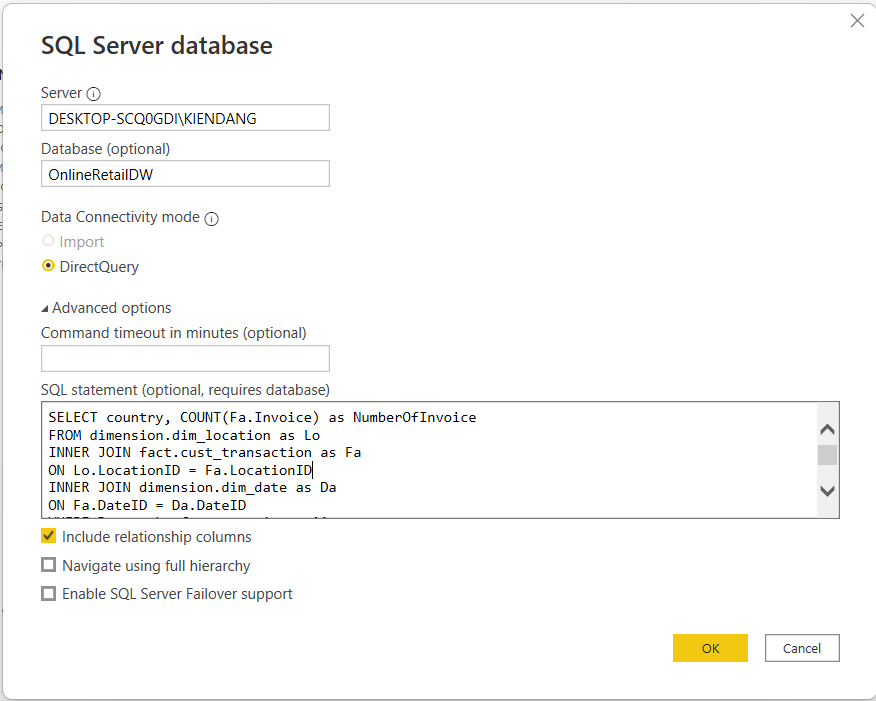 SQL Server database
Server
DESKTOP-SCQ0GDI\KIENDANG
Database (optional)
OnlineRetailDW
Data Connectivity mode
Import
DirectQuery
Advanced options
Command timeout in minutes (optional)
SQL statement (optional, requires database)
SELECT country, COUNT(Fa.Invoice) as NumberOfInvoice
FROM dimension.dim_location as Lo
INNER JOIN fact.cust_transaction as Fa
ON Lo.LocationID = Fa.LocationID
INNER JOIN dimension.dim_date as Da
ON Fa.DateID = Da.DateID
Include relationship columns
Navigate using full hierarchy
Enable SQL Server Failover support
OK Cancel